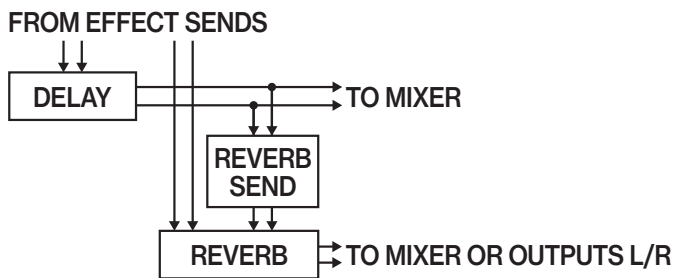 FROM EFFECT SENDS
DELAY
TO MIXER
REVERB
SEND
REVERB
TO MIXER OR OUTPUTS L/R